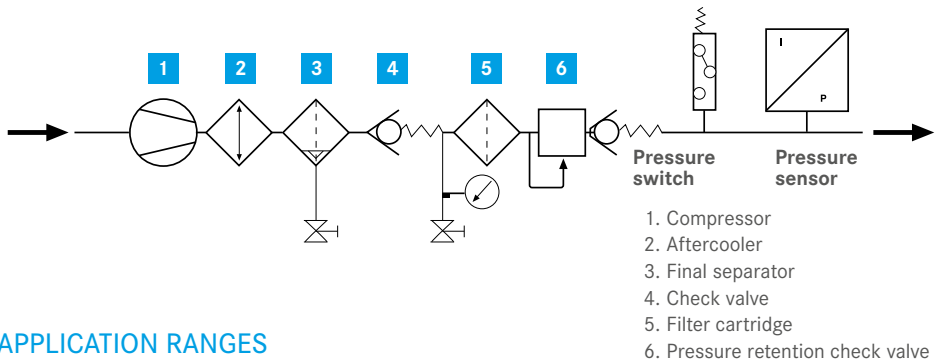 1 2 3 4 5 6
I
P
Pressure switch
Pressure sensor
1. Compressor
2. Aftercooler
3. Final separator
4. Check valve
5. Filter cartridge
6. Pressure retention check valve
APPLICATION RANGES